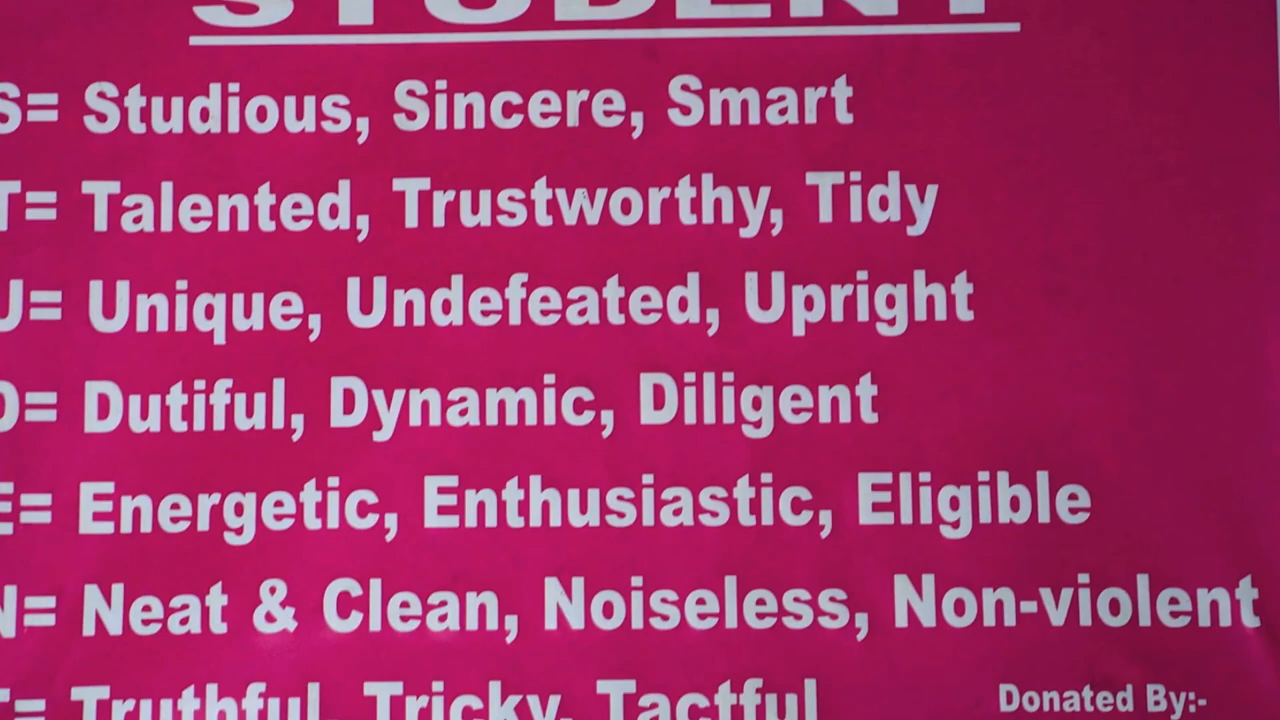 STUDENT
S= Studious, Sincere, Smart
T= Talented, Trustworthy, Tidy
U= Unique, Undefeated, Upright
D= Dutiful, Dynamic, Diligent
E= Energetic, Enthusiastic, Eligible
N= Neat & Clean, Noiseless, Non-violent
T= Truthful, Tricky, Tactful
Donated By:-